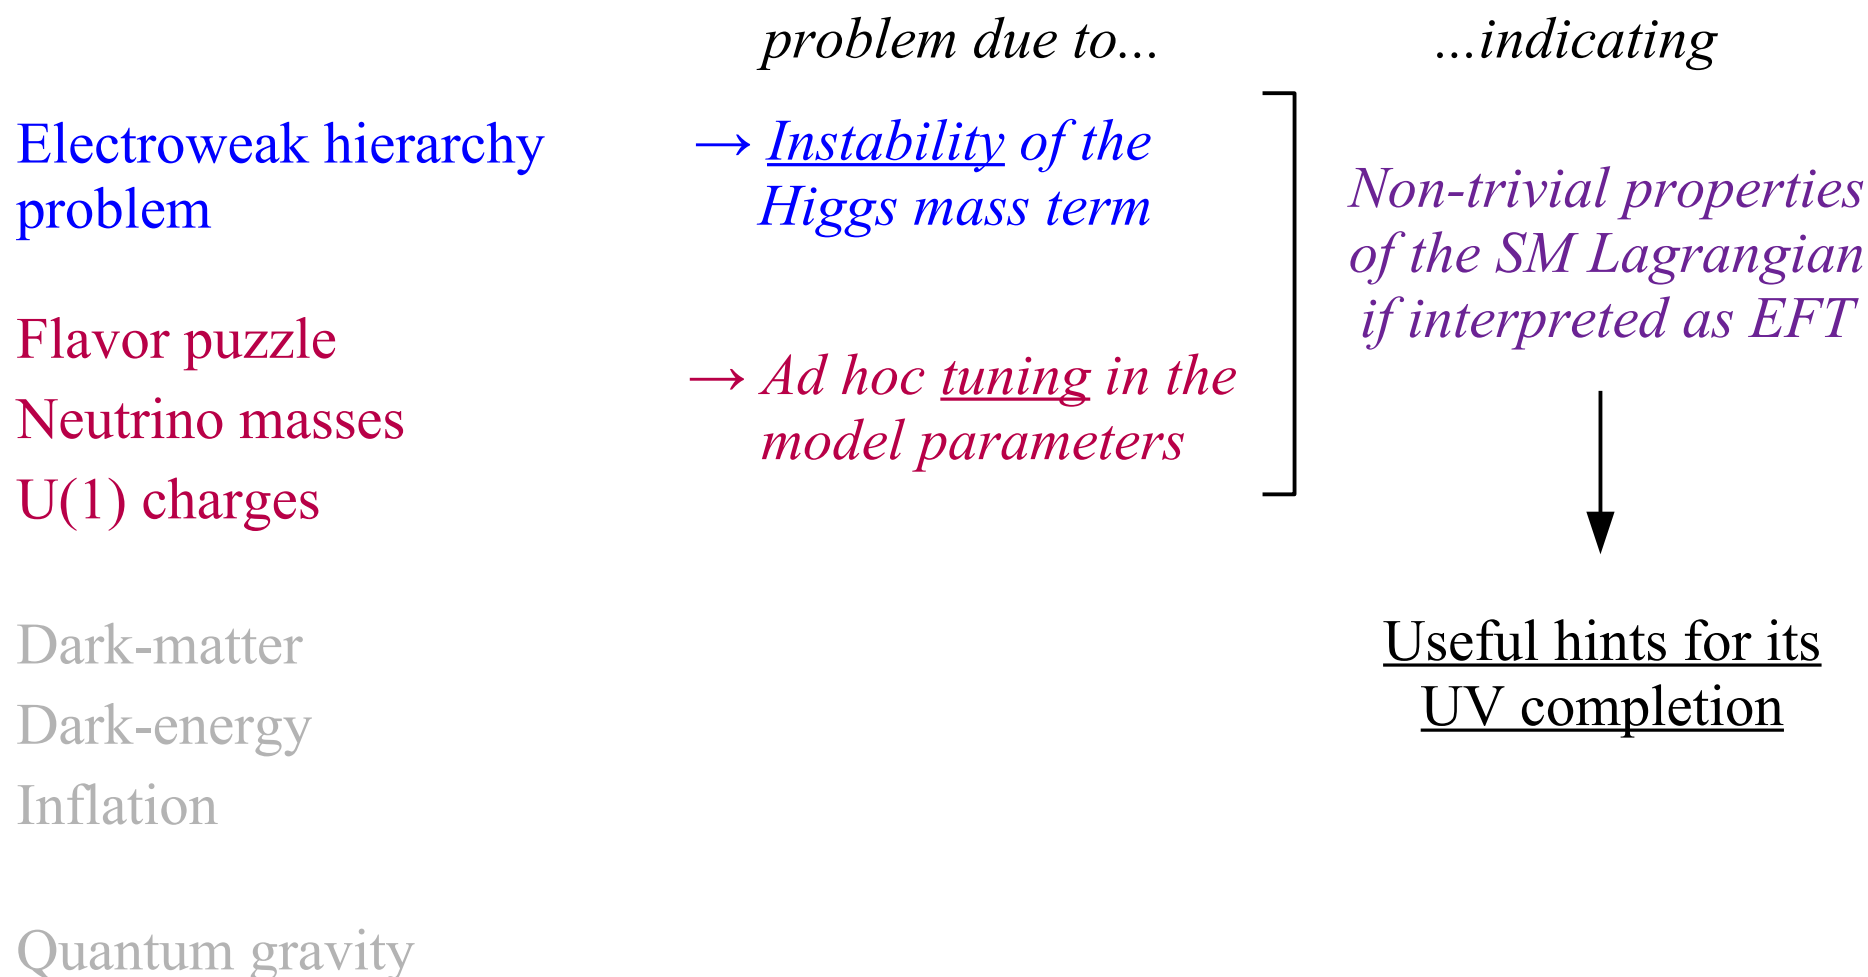 problem due to...
...indicating
Electroweak hierarchy
problem
→ Instability of the
Higgs mass term
Non-trivial properties
of the SM Lagrangian
if interpreted as EFT
Flavor puzzle
Neutrino masses
U(1) charges
→ Ad hoc tuning in the
model parameters
Useful hints for its
UV completion
Dark-matter
Dark-energy
Inflation
Quantum gravity